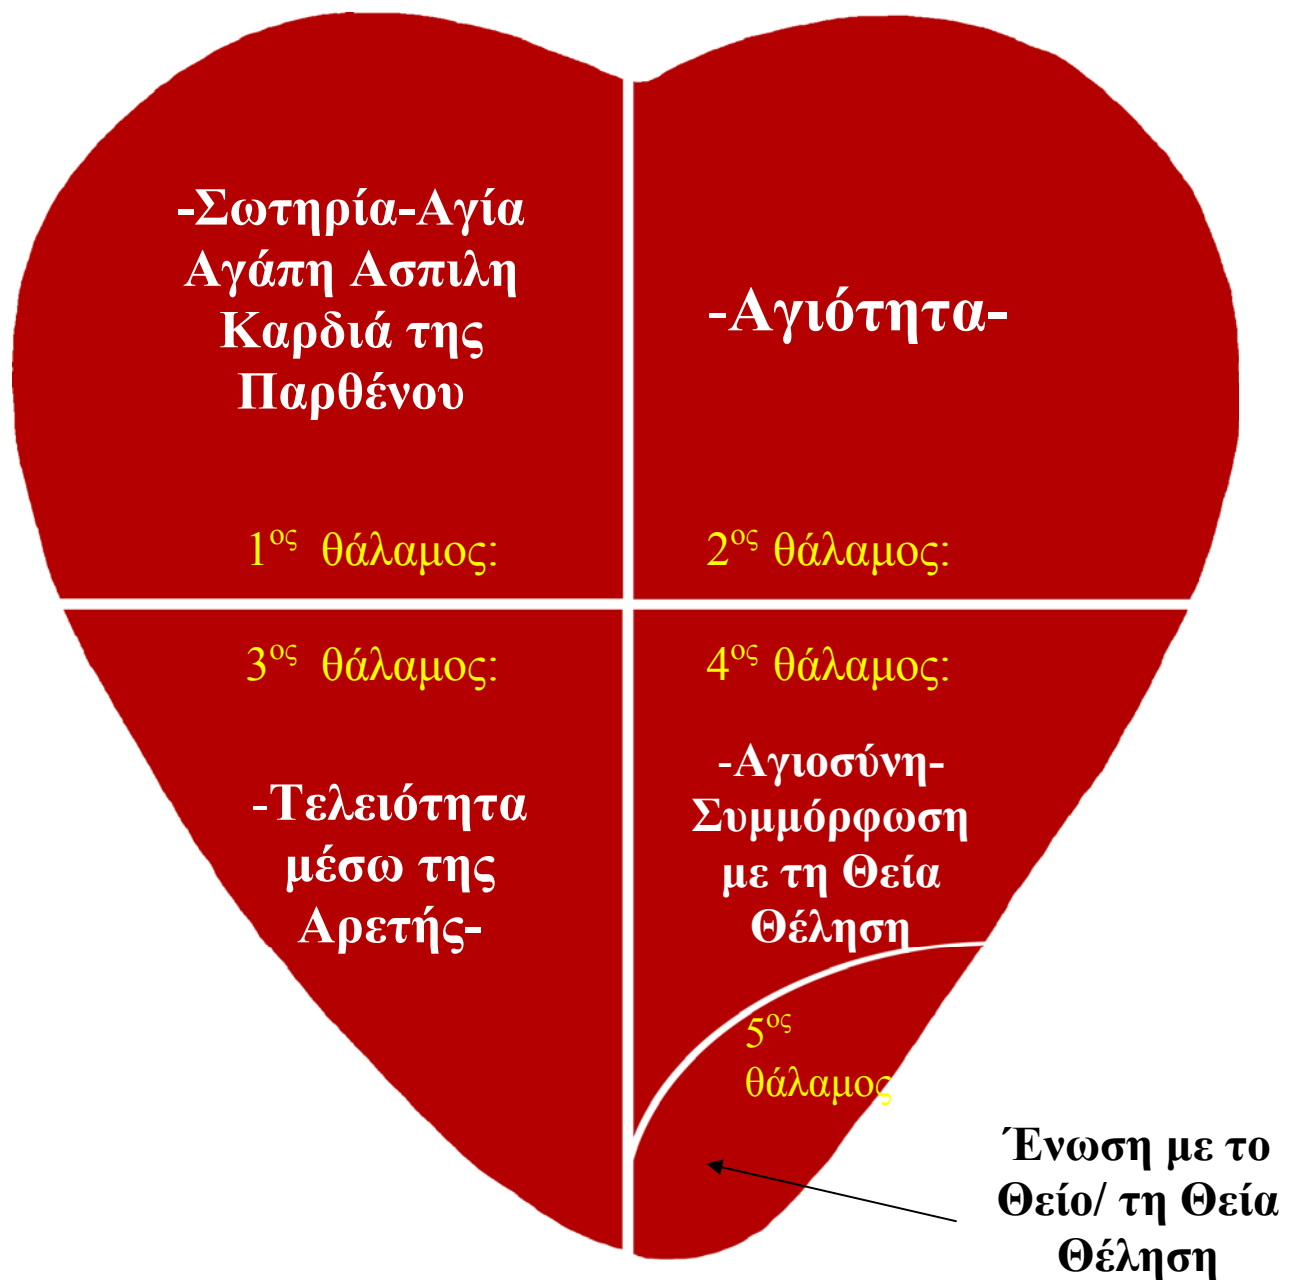 -Σωτηρία-Αγία
Αγάπη Ασπιλη
Καρδιά της
Παρθένου
1ος θάλαμος:
-Αγιότητα-
2ος θάλαμος:
3ος θάλαμος:
-Τελειότητα
μέσω της
Αρετής-
4ος θάλαμος:
-Αγιοσύνη-
Συμμόρφωση
με τη Θεία
Θέληση
5ος
θάλαμος
Ένωση με το
Θείο/ τη Θεία
Θέληση